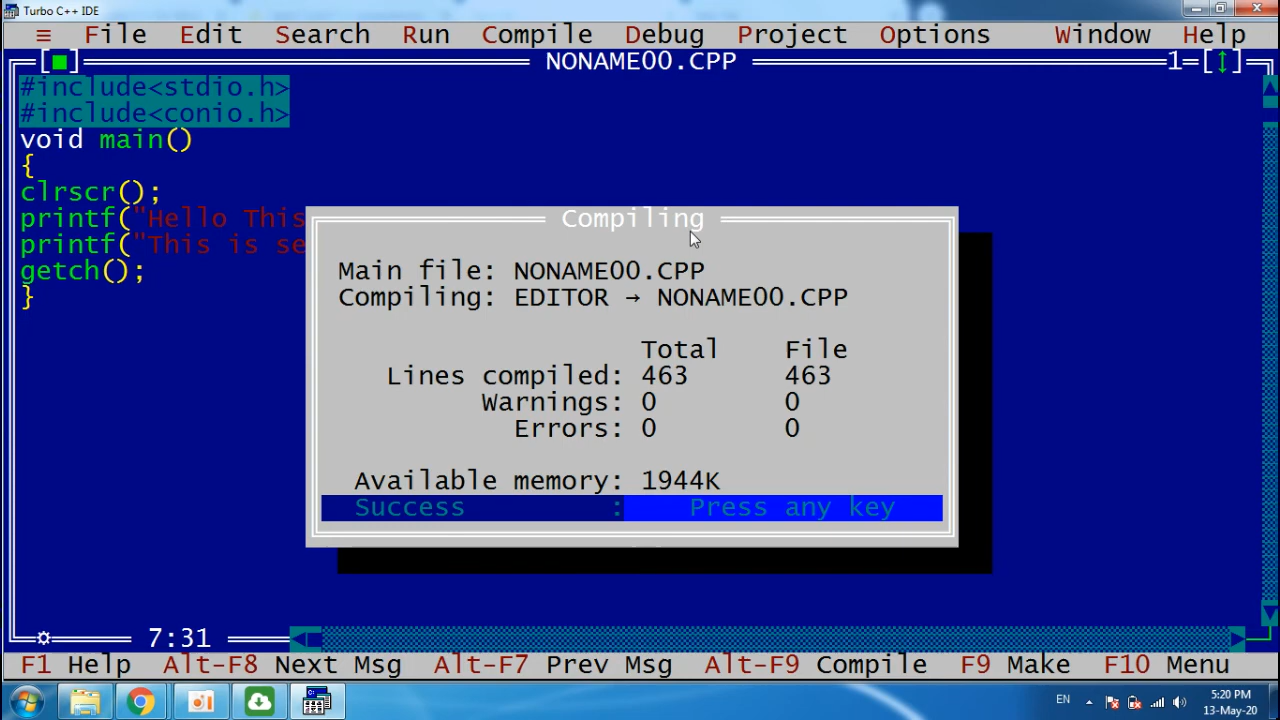 Turbo C++ IDE
≡ File Edit Search Run Compile Debug Project Options Window Help
[■] NONAME00.CPP 1=[↕]
#include<stdio.h>
#include<conio.h>
void main()
{
clrscr();
printf("Hello This
printf("This is se
getch();
}
Compiling
Main file: NONAME00.CPP
Compiling: EDITOR → NONAME00.CPP
Total File
Lines compiled: 463 463
Warnings: 0 0
Errors: 0 0
Available memory: 1944K
Success : Press any key
7:31
F1 Help Alt-F8 Next Msg Alt-F7 Prev Msg Alt-F9 Compile F9 Make F10 Menu
EN
5:20 PM
13-May-20